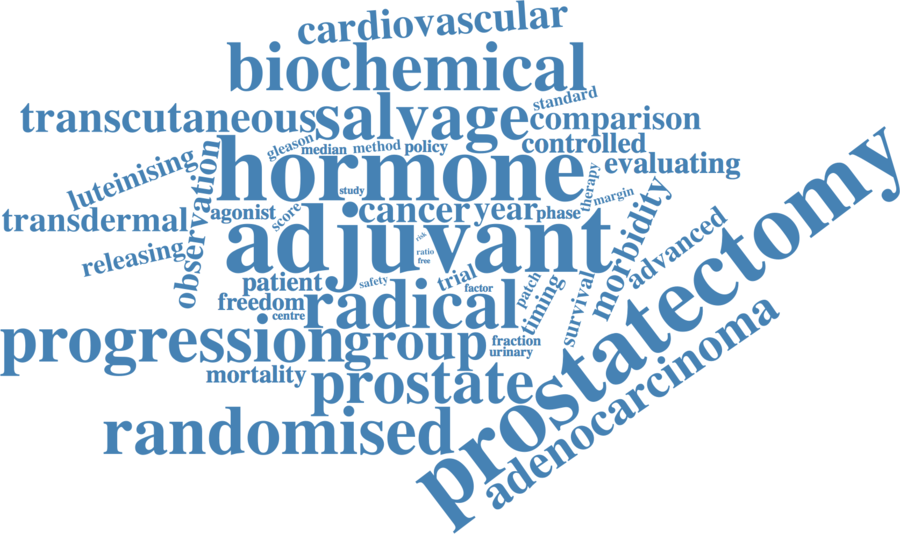 cardiovascular
biochemical
standard
transcutaneous
salvage
comparison
gleason
median
method
policy
controlled
luteinising
observation
hormone
therapy
evaluating
study
margin
transdermal
agonist
score
cancer
year
phase
morbidity
releasing
adjuvant
risk
ratio
free
advanced
patient
safety
trial
factor
patch
timing
survival
freedom
centre
radical
prostatectomy
progression
group
fraction
urinary
mortality
prostate
adenocarcinoma
randomised